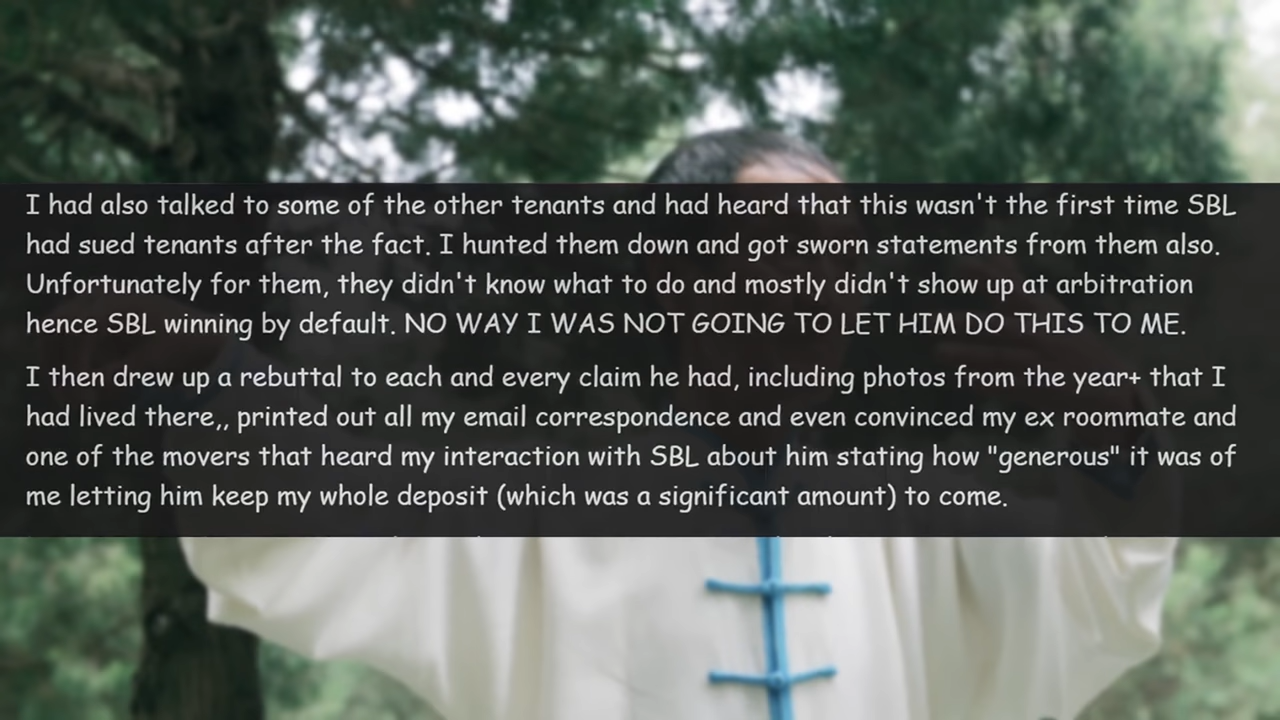 I had also talked to some of the other tenants and had heard that this wasn't the first time SBL
had sued tenants after the fact. I hunted them down and got sworn statements from them also.
Unfortunately for them, they didn't know what to do and mostly didn't show up at arbitration
hence SBL winning by default. NO WAY I WAS NOT GOING TO LET HIM DO THIS TO ME.
I then drew up a rebuttal to each and every claim he had, including photos from the year+ that I
had lived there,, printed out all my email correspondence and even convinced my ex roommate and
one of the movers that heard my interaction with SBL about him stating how "generous" it was of
me letting him keep my whole deposit (which was a significant amount) to come.